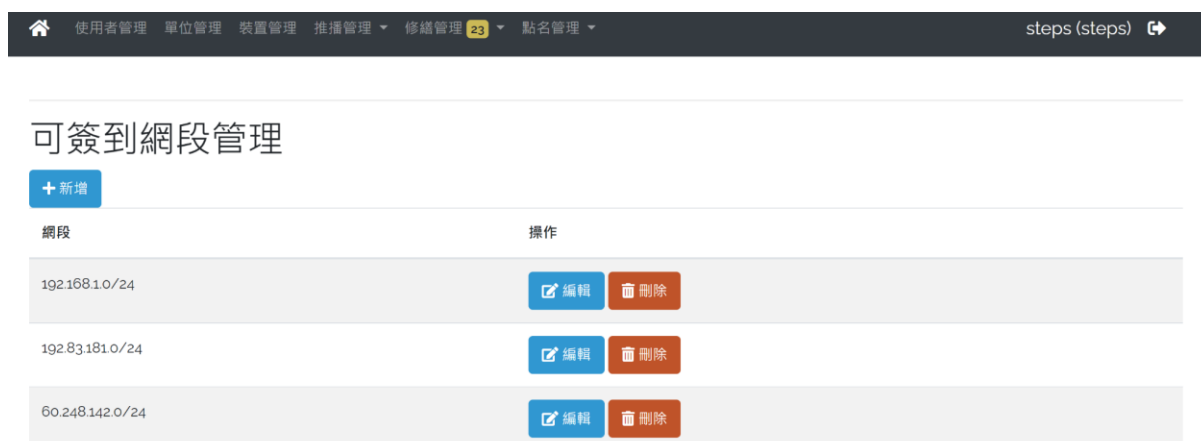 使用者管理 單位管理 裝置管理 推播管理 修繕管理 23 點名管理 steps (steps)
可簽到網段管理
新增
網段 操作
192.168.1.0/24 編輯 刪除
192.83.181.0/24 編輯 刪除
60.248.142.0/24 編輯 刪除